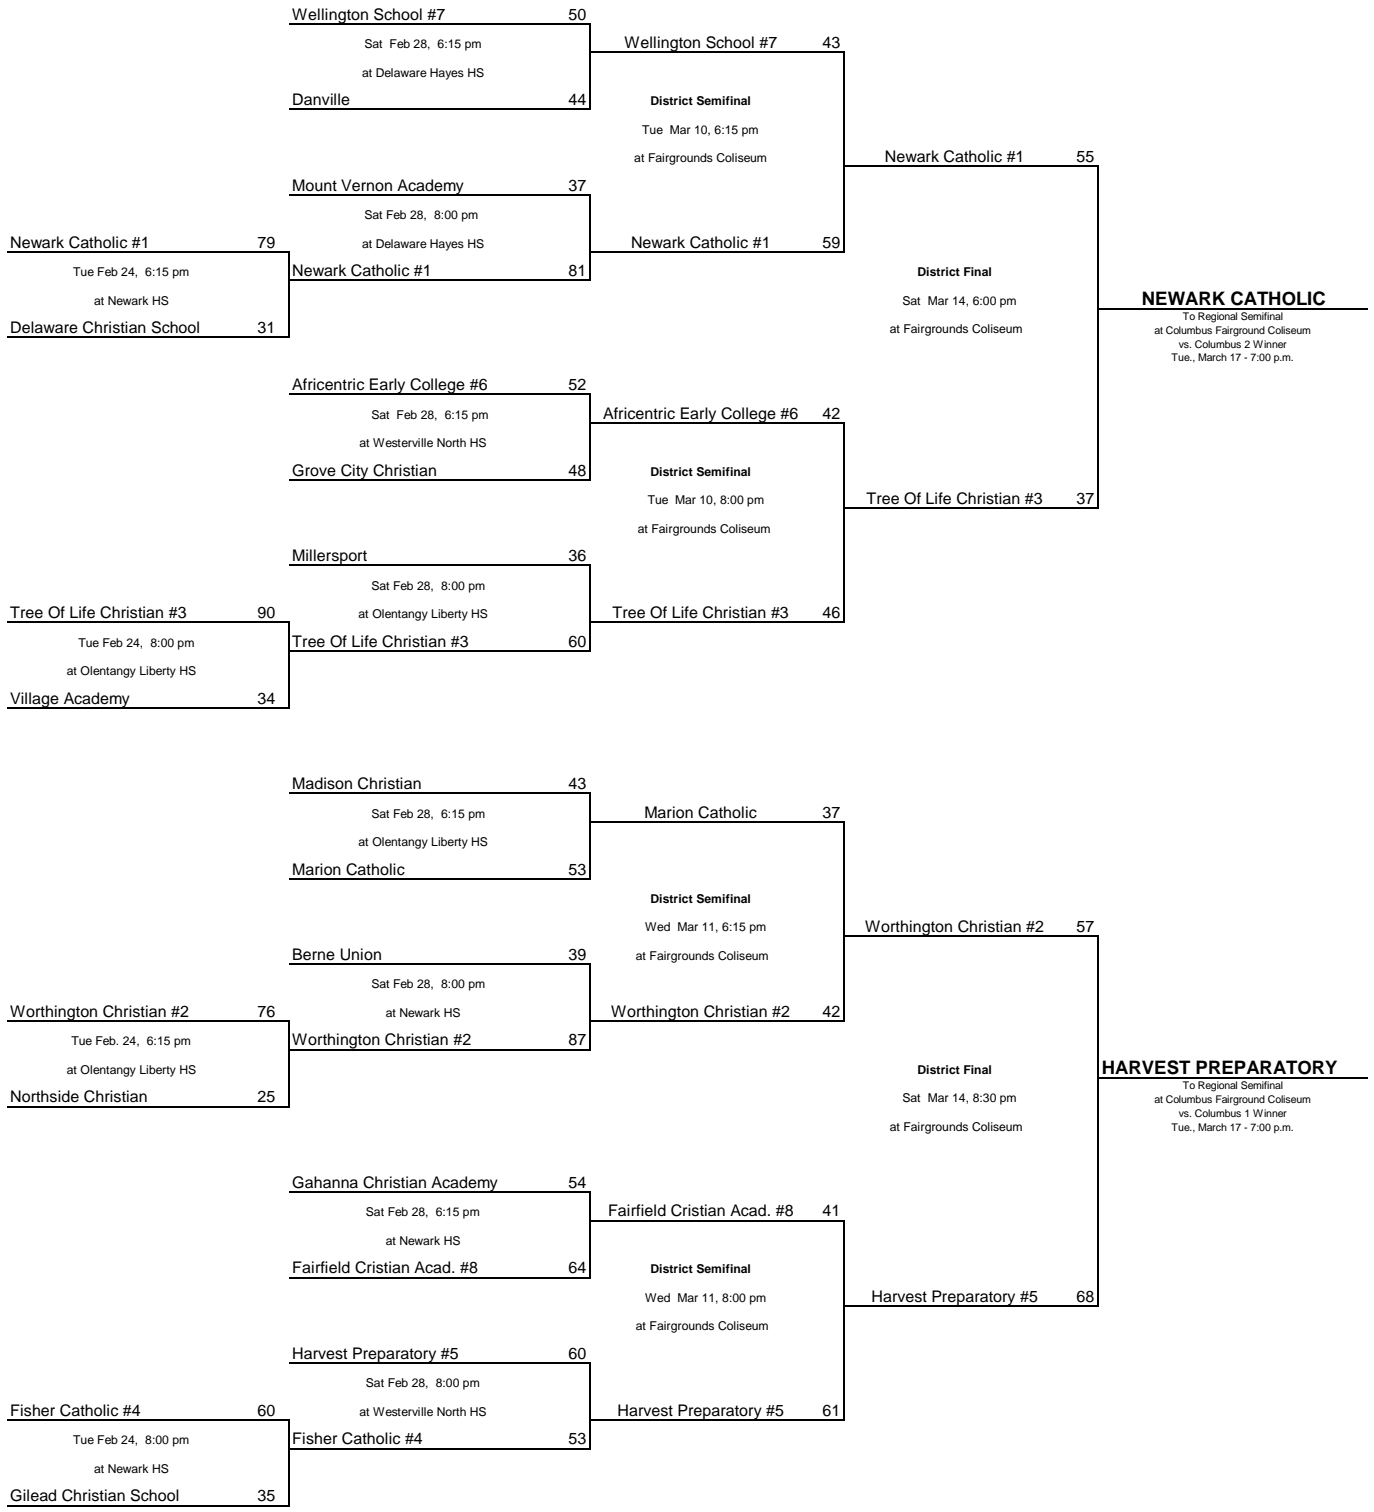 Wellington School #7 50
Sat Feb 28, 6:15 pm
Wellington School #7 43
at Delaware Hayes HS
Danville 44
District Semifinal
Tue Mar 10, 6:15 pm
at Fairgrounds Coliseum
Newark Catholic #1 55
Mount Vernon Academy 37
Sat Feb 28, 8:00 pm
Newark Catholic #1 79
at Delaware Hayes HS
Newark Catholic #1 59
Tue Feb 24, 6:15 pm
Newark Catholic #1 81
District Final
at Newark HS
Sat Mar 14, 6:00 pm
NEWARK CATHOLIC
To Regional Semifinal
Delaware Christian School 31
at Fairgrounds Coliseum
at Columbus Fairground Coliseum
vs. Columbus 2 Winner
Tue., March 17 - 7:00 p.m.
Africentric Early College #6 52
Sat Feb 28, 6:15 pm
Africentric Early College #6 42
at Westerville North HS
Grove City Christian 48
District Semifinal
Tue Mar 10, 8:00 pm
Tree Of Life Christian #3 37
at Fairgrounds Coliseum
Millersport 36
Sat Feb 28, 8:00 pm
Tree Of Life Christian #3 90
at Olentangy Liberty HS
Tree Of Life Christian #3 46
Tue Feb 24, 8:00 pm
Tree Of Life Christian #3 60
at Olentangy Liberty HS
Village Academy 34
Madison Christian 43
Sat Feb 28, 6:15 pm
Marion Catholic 37
at Olentangy Liberty HS
Marion Catholic 53
District Semifinal
Wed Mar 11, 6:15 pm
Worthington Christian #2 57
Berne Union 39
at Fairgrounds Coliseum
Sat Feb 28, 8:00 pm
Worthington Christian #2 76
at Newark HS
Worthington Christian #2 42
Tue Feb. 24, 6:15 pm
Worthington Christian #2 87
at Olentangy Liberty HS
District Final
HARVEST PREPARATORY
To Regional Semifinal
Northside Christian 25
Sat Mar 14, 8:30 pm
at Columbus Fairground Coliseum
vs. Columbus 1 Winner
at Fairgrounds Coliseum
Tue., March 17 - 7:00 p.m.
Gahanna Christian Academy 54
Sat Feb 28, 6:15 pm
Fairfield Cristian Acad. #8 41
at Newark HS
Fairfield Cristian Acad. #8 64
District Semifinal
Wed Mar 11, 8:00 pm
Harvest Preparatory #5 68
at Fairgrounds Coliseum
Harvest Preparatory #5 60
Sat Feb 28, 8:00 pm
Fisher Catholic #4 60
at Westerville North HS
Harvest Preparatory #5 61
Tue Feb 24, 8:00 pm
Fisher Catholic #4 53
at Newark HS
Gilead Christian School 35